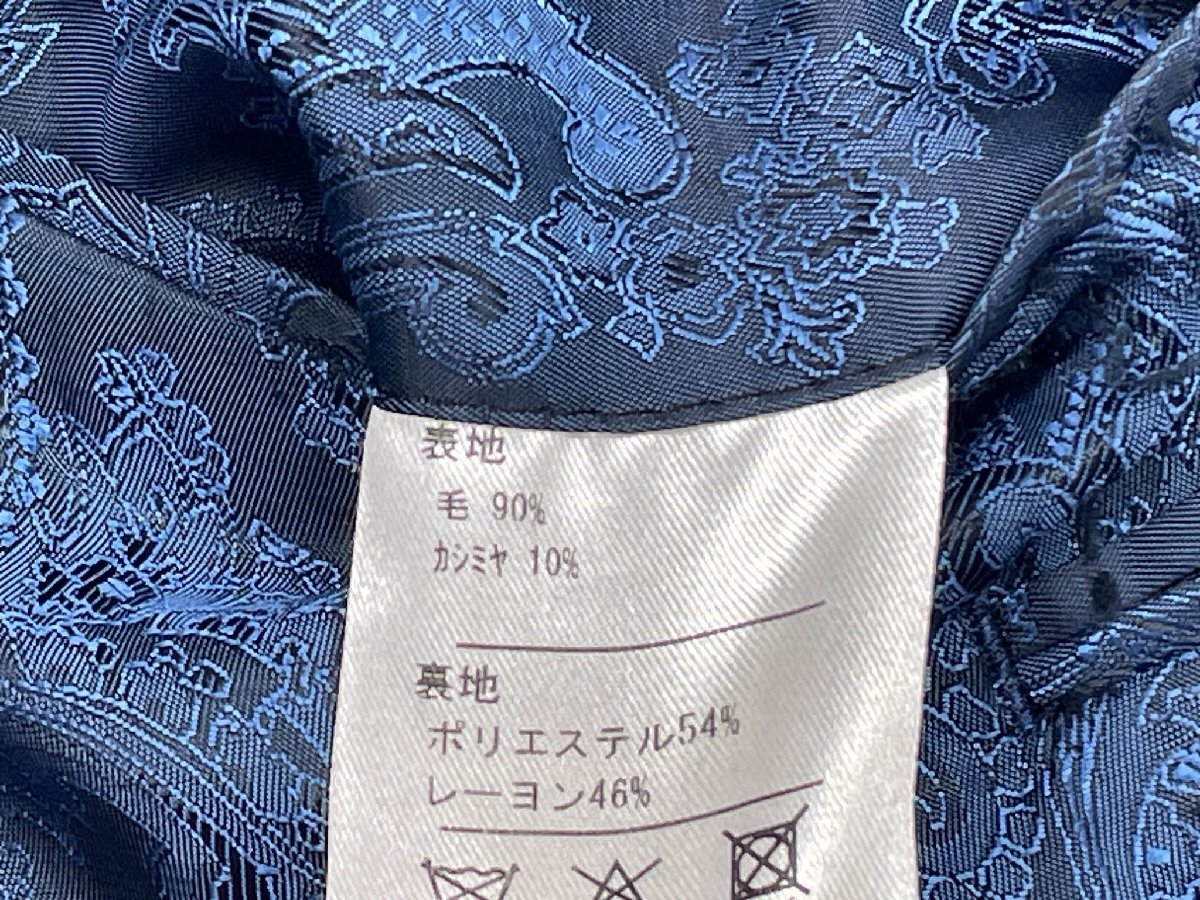 表地
毛 90%
カシミヤ 10%
裏地
ポリエステル54%
レーヨン46%